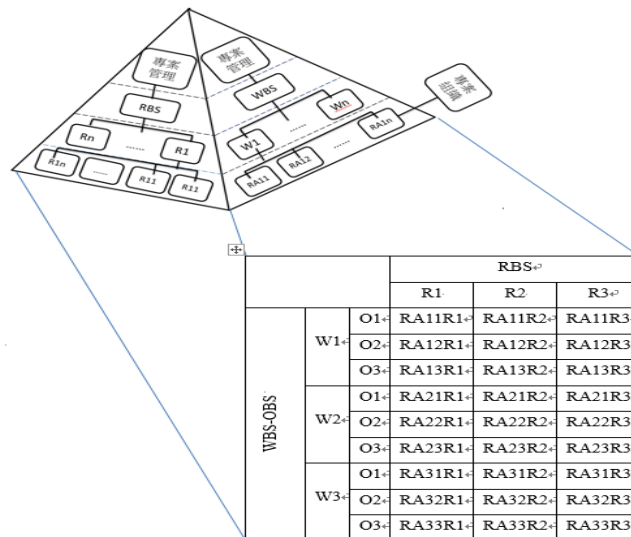 專案
管理
專案
管理
專案
組織
RBS
WBS
Rn
......
R1
W1
......
Wn
R1n
......
R11
R11
RA11
RA12
......
RA1n
RBS
R1 R2 R3
WBS-OBS
W1
O1 RA11R1 RA11R2 RA11R3
O2 RA12R1 RA12R2 RA12R3
O3 RA13R1 RA13R2 RA13R3
W2
O1 RA21R1 RA21R2 RA21R3
O2 RA22R1 RA22R2 RA22R3
O3 RA23R1 RA23R2 RA23R3
W3
O1 RA31R1 RA31R2 RA31R3
O2 RA32R1 RA32R2 RA32R3
O3 RA33R1 RA33R2 RA33R3